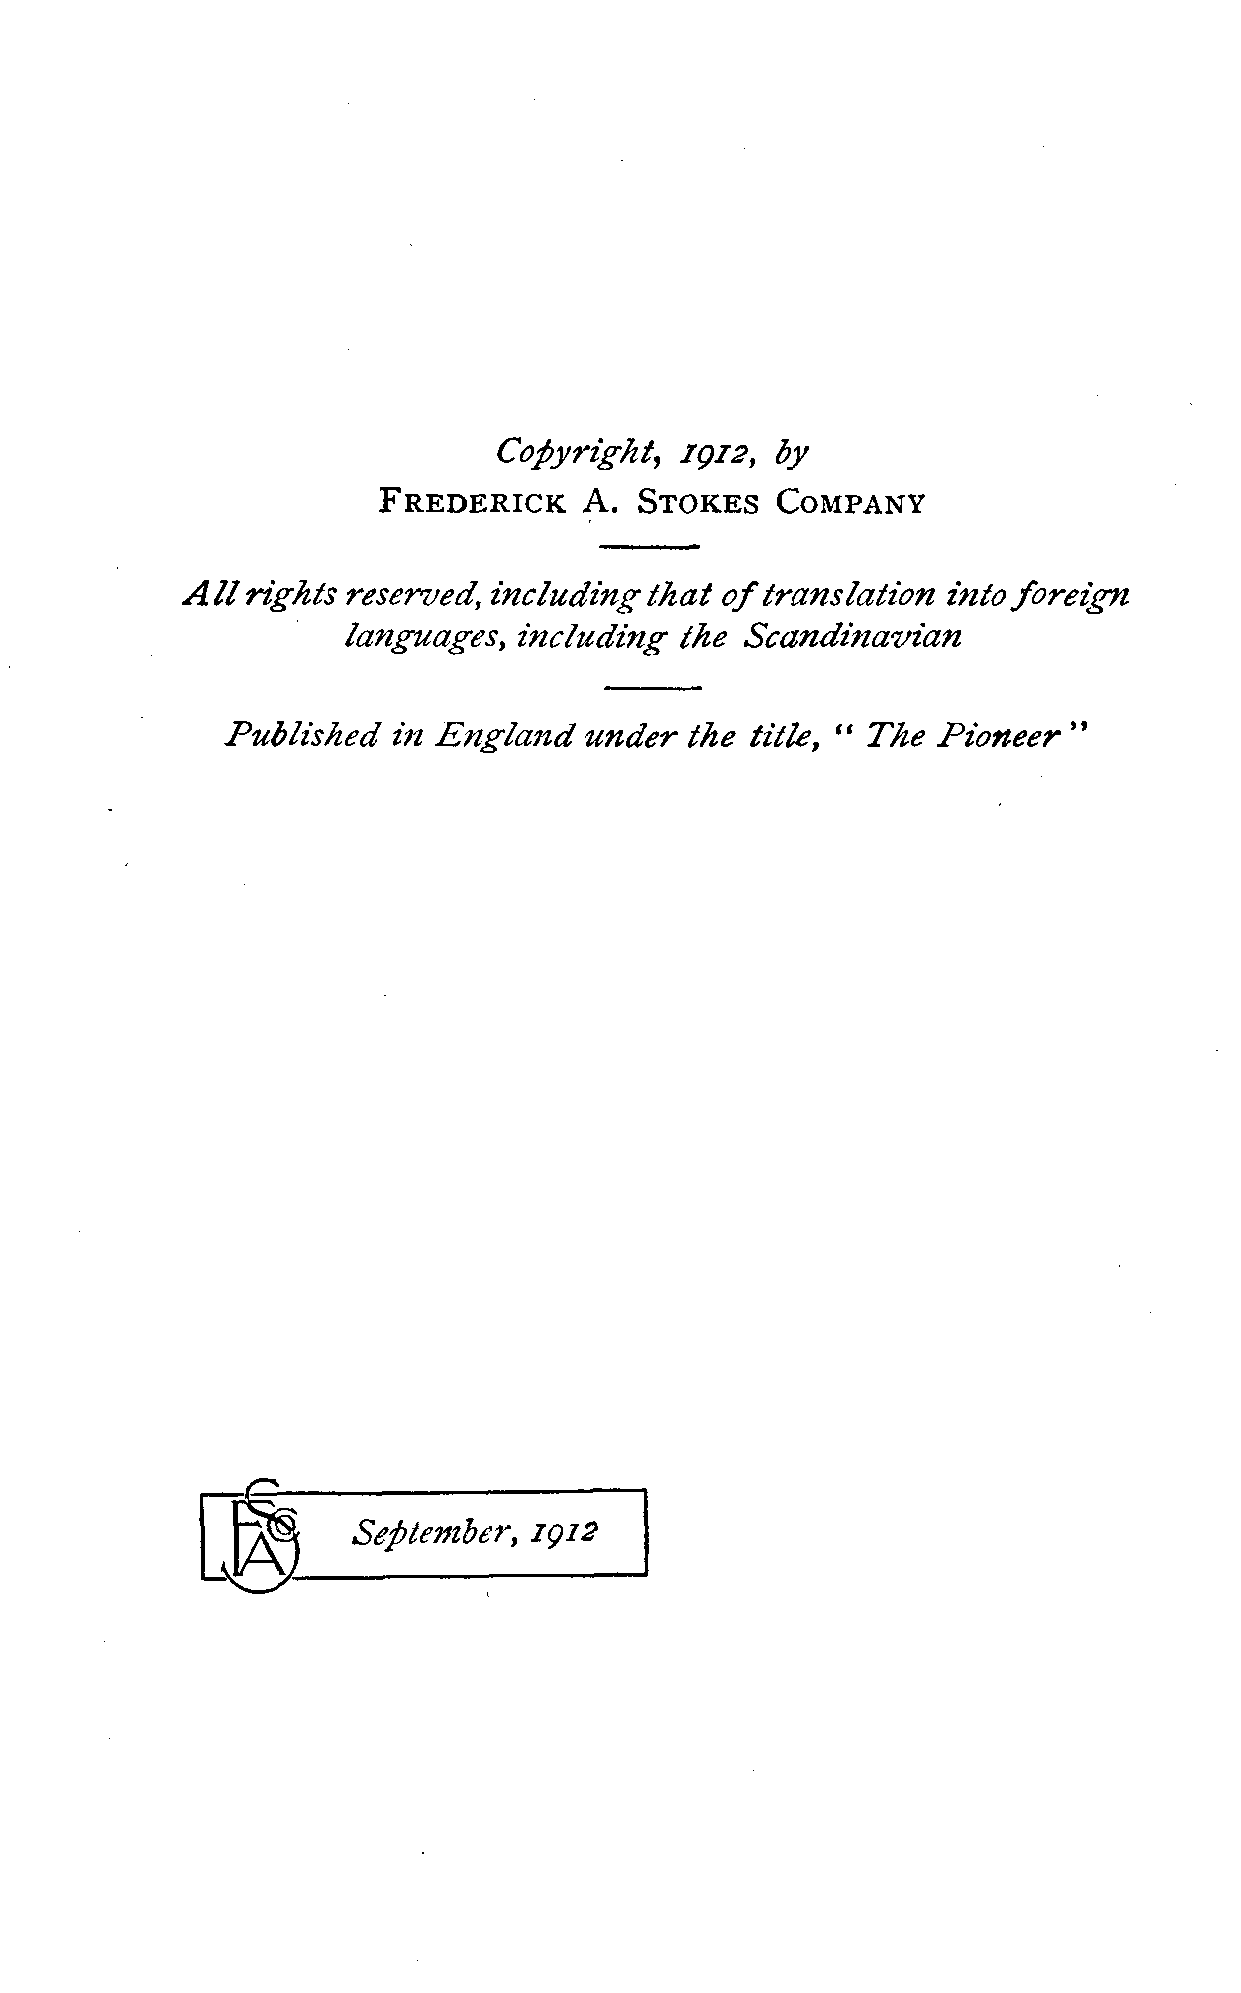 Copyright, 1912, by
FREDERICK A. STOKES COMPANY
All rights reserved, including that of translation into foreign
languages, including the Scandinavian
Published in England under the title, “ The Pioneer ”
September, 1912